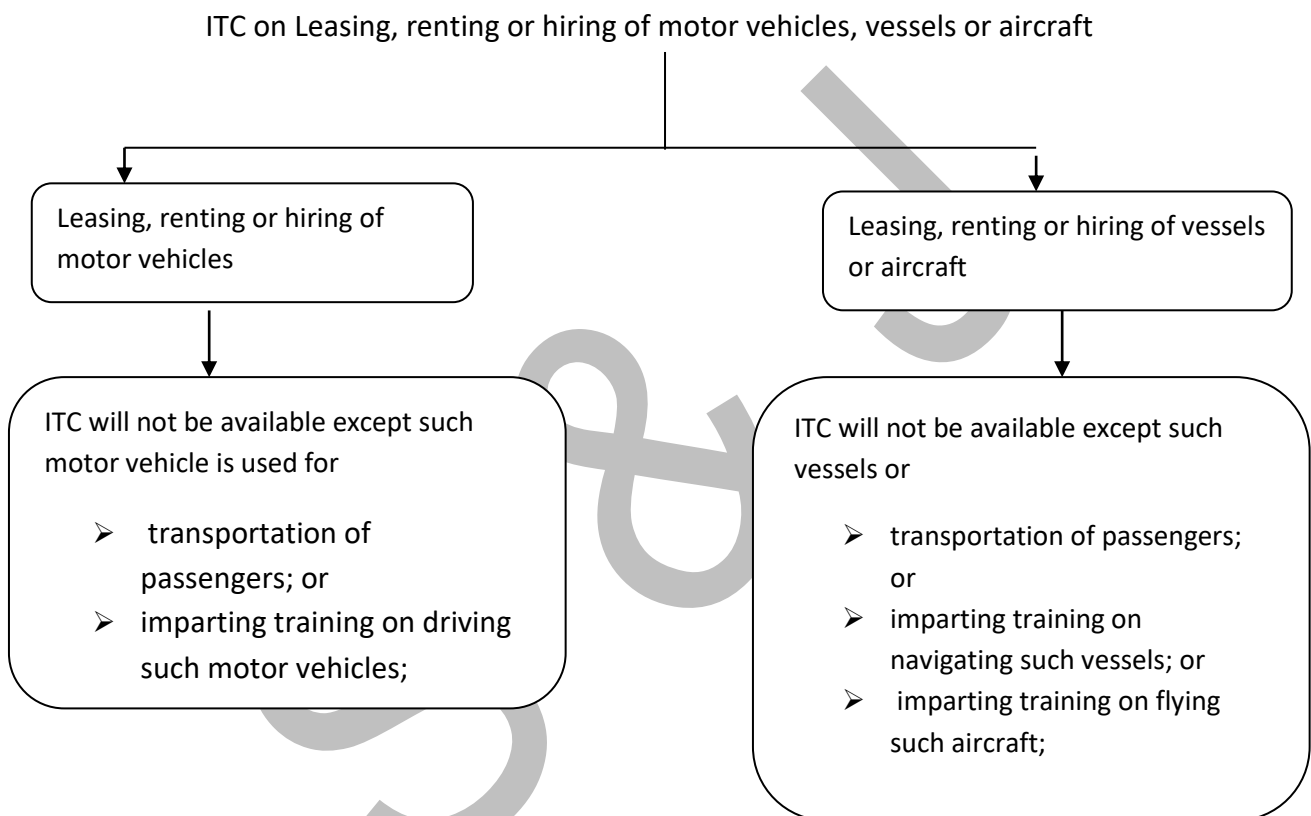 ITC on Leasing, renting or hiring of motor vehicles, vessels or aircraft
Leasing, renting or hiring of
motor vehicles
Leasing, renting or hiring of vessels
or aircraft
ITC will not be available except such
motor vehicle is used for
➢ transportation of
passengers; or
➢ imparting training on driving
such motor vehicles;
ITC will not be available except such
vessels or
➢ transportation of passengers;
or
➢ imparting training on
navigating such vessels; or
➢ imparting training on flying
such aircraft;